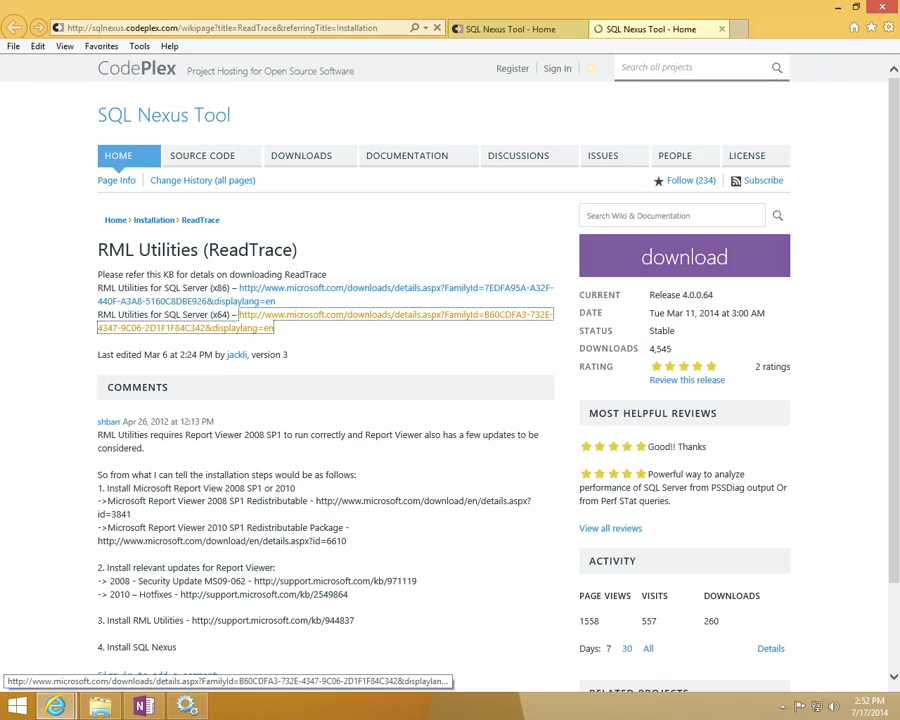 http://sqlnexus.codeplex.com/wikipage?title=ReadTrace&referringTitle=Installation
SQL Nexus Tool - Home
SQL Nexus Tool - Home
File Edit View Favorites Tools Help
CodePlex Project Hosting for Open Source Software
Register Sign In
Search all projects
SQL Nexus Tool
HOME SOURCE CODE DOWNLOADS DOCUMENTATION DISCUSSIONS ISSUES PEOPLE LICENSE
Page Info Change History (all pages)
Follow (234) Subscribe
Home > Installation > ReadTrace
Search Wiki & Documentation
RML Utilities (ReadTrace)
download
Please refer this KB for detals on downloading ReadTrace
RML Utilities for SQL Server (x86) – http://www.microsoft.com/downloads/details.aspx?FamilyId=7EDFA95A-A32F-
440F-A3A8-5160C8DBE926&displaylang=en
RML Utilities for SQL Server (x64) – http://www.microsoft.com/downloads/details.aspx?FamilyId=B60CDFA3-732E-
4347-9C06-2D1F1F84C342&displaylang=en
Last edited Mar 6 at 2:24 PM by jackli, version 3
CURRENT Release 4.0.0.64
DATE Tue Mar 11, 2014 at 3:00 AM
STATUS Stable
DOWNLOADS 4,545
RATING 2 ratings
Review this release
COMMENTS
shbarr Apr 26, 2012 at 12:13 PM
RML Utilities requires Report Viewer 2008 SP1 to run correctly and Report Viewer also has a few updates to be
considered.
So from what I can tell the installation steps would be as follows:
1. Install Microsoft Report View 2008 SP1 or 2010
->Microsoft Report Viewer 2008 SP1 Redistributable - http://www.microsoft.com/download/en/details.aspx?
id=3841
->Microsoft Report Viewer 2010 SP1 Redistributable Package -
http://www.microsoft.com/download/en/details.aspx?id=6610
2. Install relevant updates for Report Viewer:
-> 2008 - Security Update MS09-062 - http://support.microsoft.com/kb/971119
-> 2010 – Hotfixes - http://support.microsoft.com/kb/2549864
3. Install RML Utilities - http://support.microsoft.com/kb/944837
4. Install SQL Nexus
Sign in to add a comment
MOST HELPFUL REVIEWS
Good!! Thanks
Powerful way to analyze
performance of SQL Server from PSSDiag output Or
from Perf STat queries.
View all reviews
ACTIVITY
PAGE VIEWS VISITS DOWNLOADS
1558 557 260
Days: 7 30 All Details
RELATED PROJECTS
http://www.microsoft.com/downloads/details.aspx?FamilyId=B60CDFA3-732E-4347-9C06-2D1F1F84C342&displaylan...
2:52 PM
7/17/2014